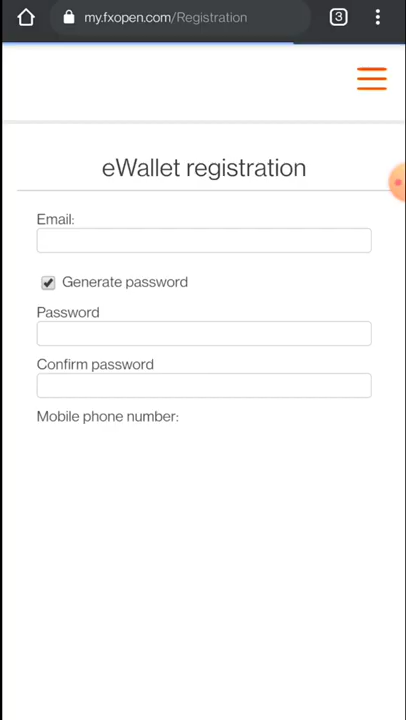 my.fxopen.com/Registration
3
eWallet registration
Email:
Generate password
Password
Confirm password
Mobile phone number: